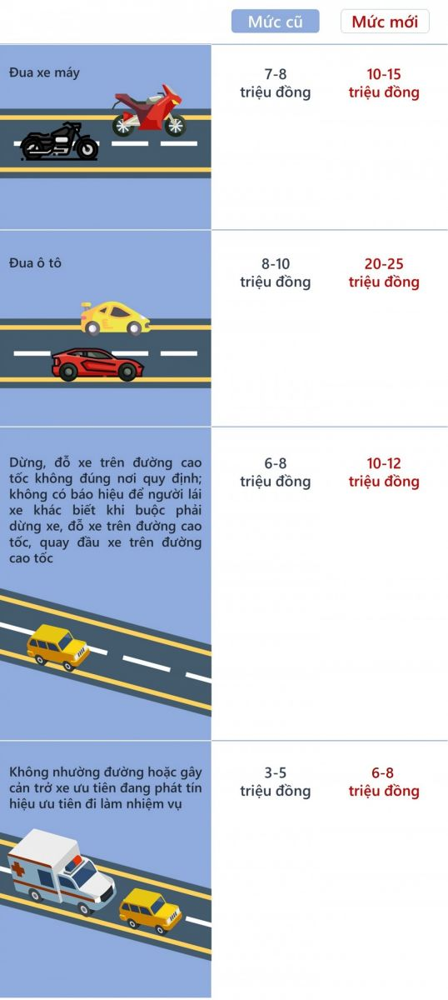 Mức cũ
Mức mới
Đua xe máy
7-8
triệu đồng
10-15
triệu đồng
Đua ô tô
8-10
triệu đồng
20-25
triệu đồng
Dừng, đỗ xe trên đường cao
tốc không đúng nơi quy định;
không có báo hiệu để người lái
xe khác biết khi buộc phải
dừng xe, đỗ xe trên đường cao
tốc, quay đầu xe trên đường
cao tốc
6-8
triệu đồng
10-12
triệu đồng
Không nhường đường hoặc gây
cản trở xe ưu tiên đang phát tín
hiệu ưu tiên đi làm nhiệm vụ
3-5
triệu đồng
6-8
triệu đồng